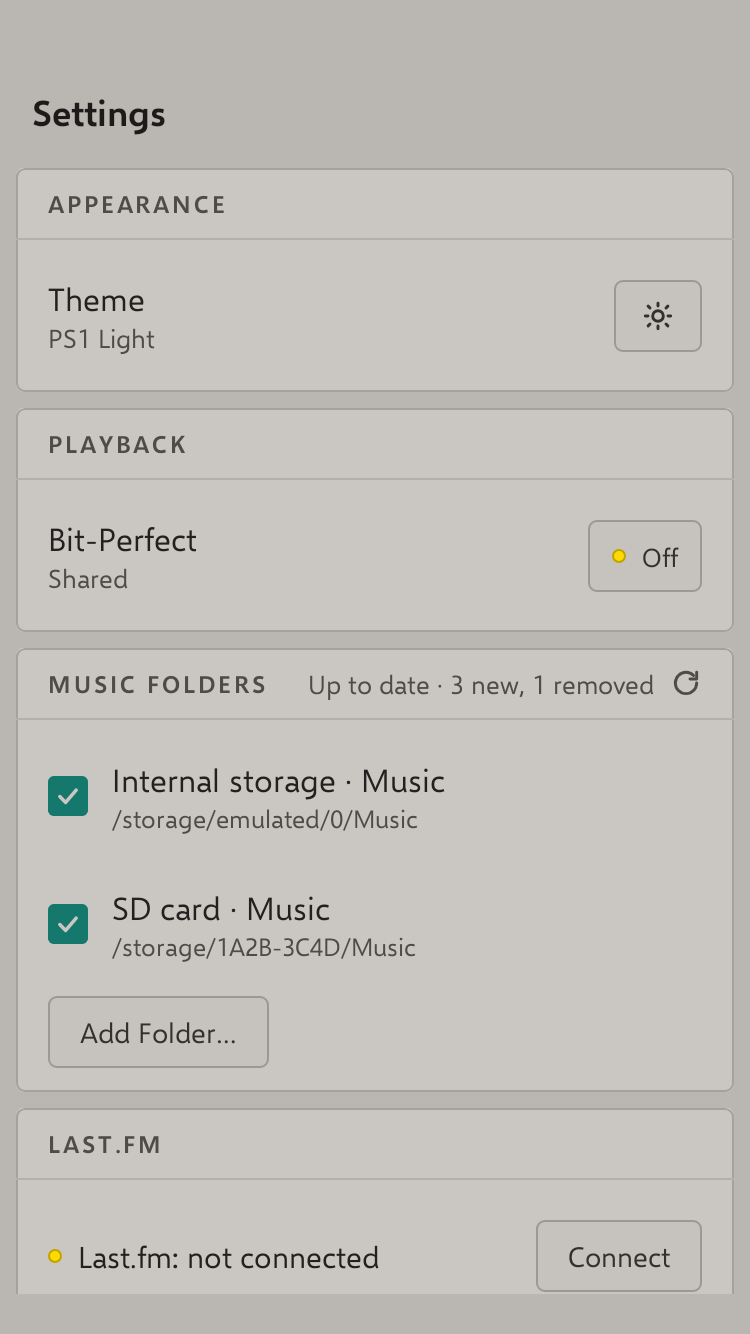 Settings
APPEARANCE
Theme
PS1 Light
PLAYBACK
Bit-Perfect
Shared
Off
MUSIC FOLDERS Up to date · 3 new, 1 removed
Internal storage · Music
/storage/emulated/0/Music
SD card · Music
/storage/1A2B-3C4D/Music
Add Folder...
LAST.FM
Last.fm: not connected Connect